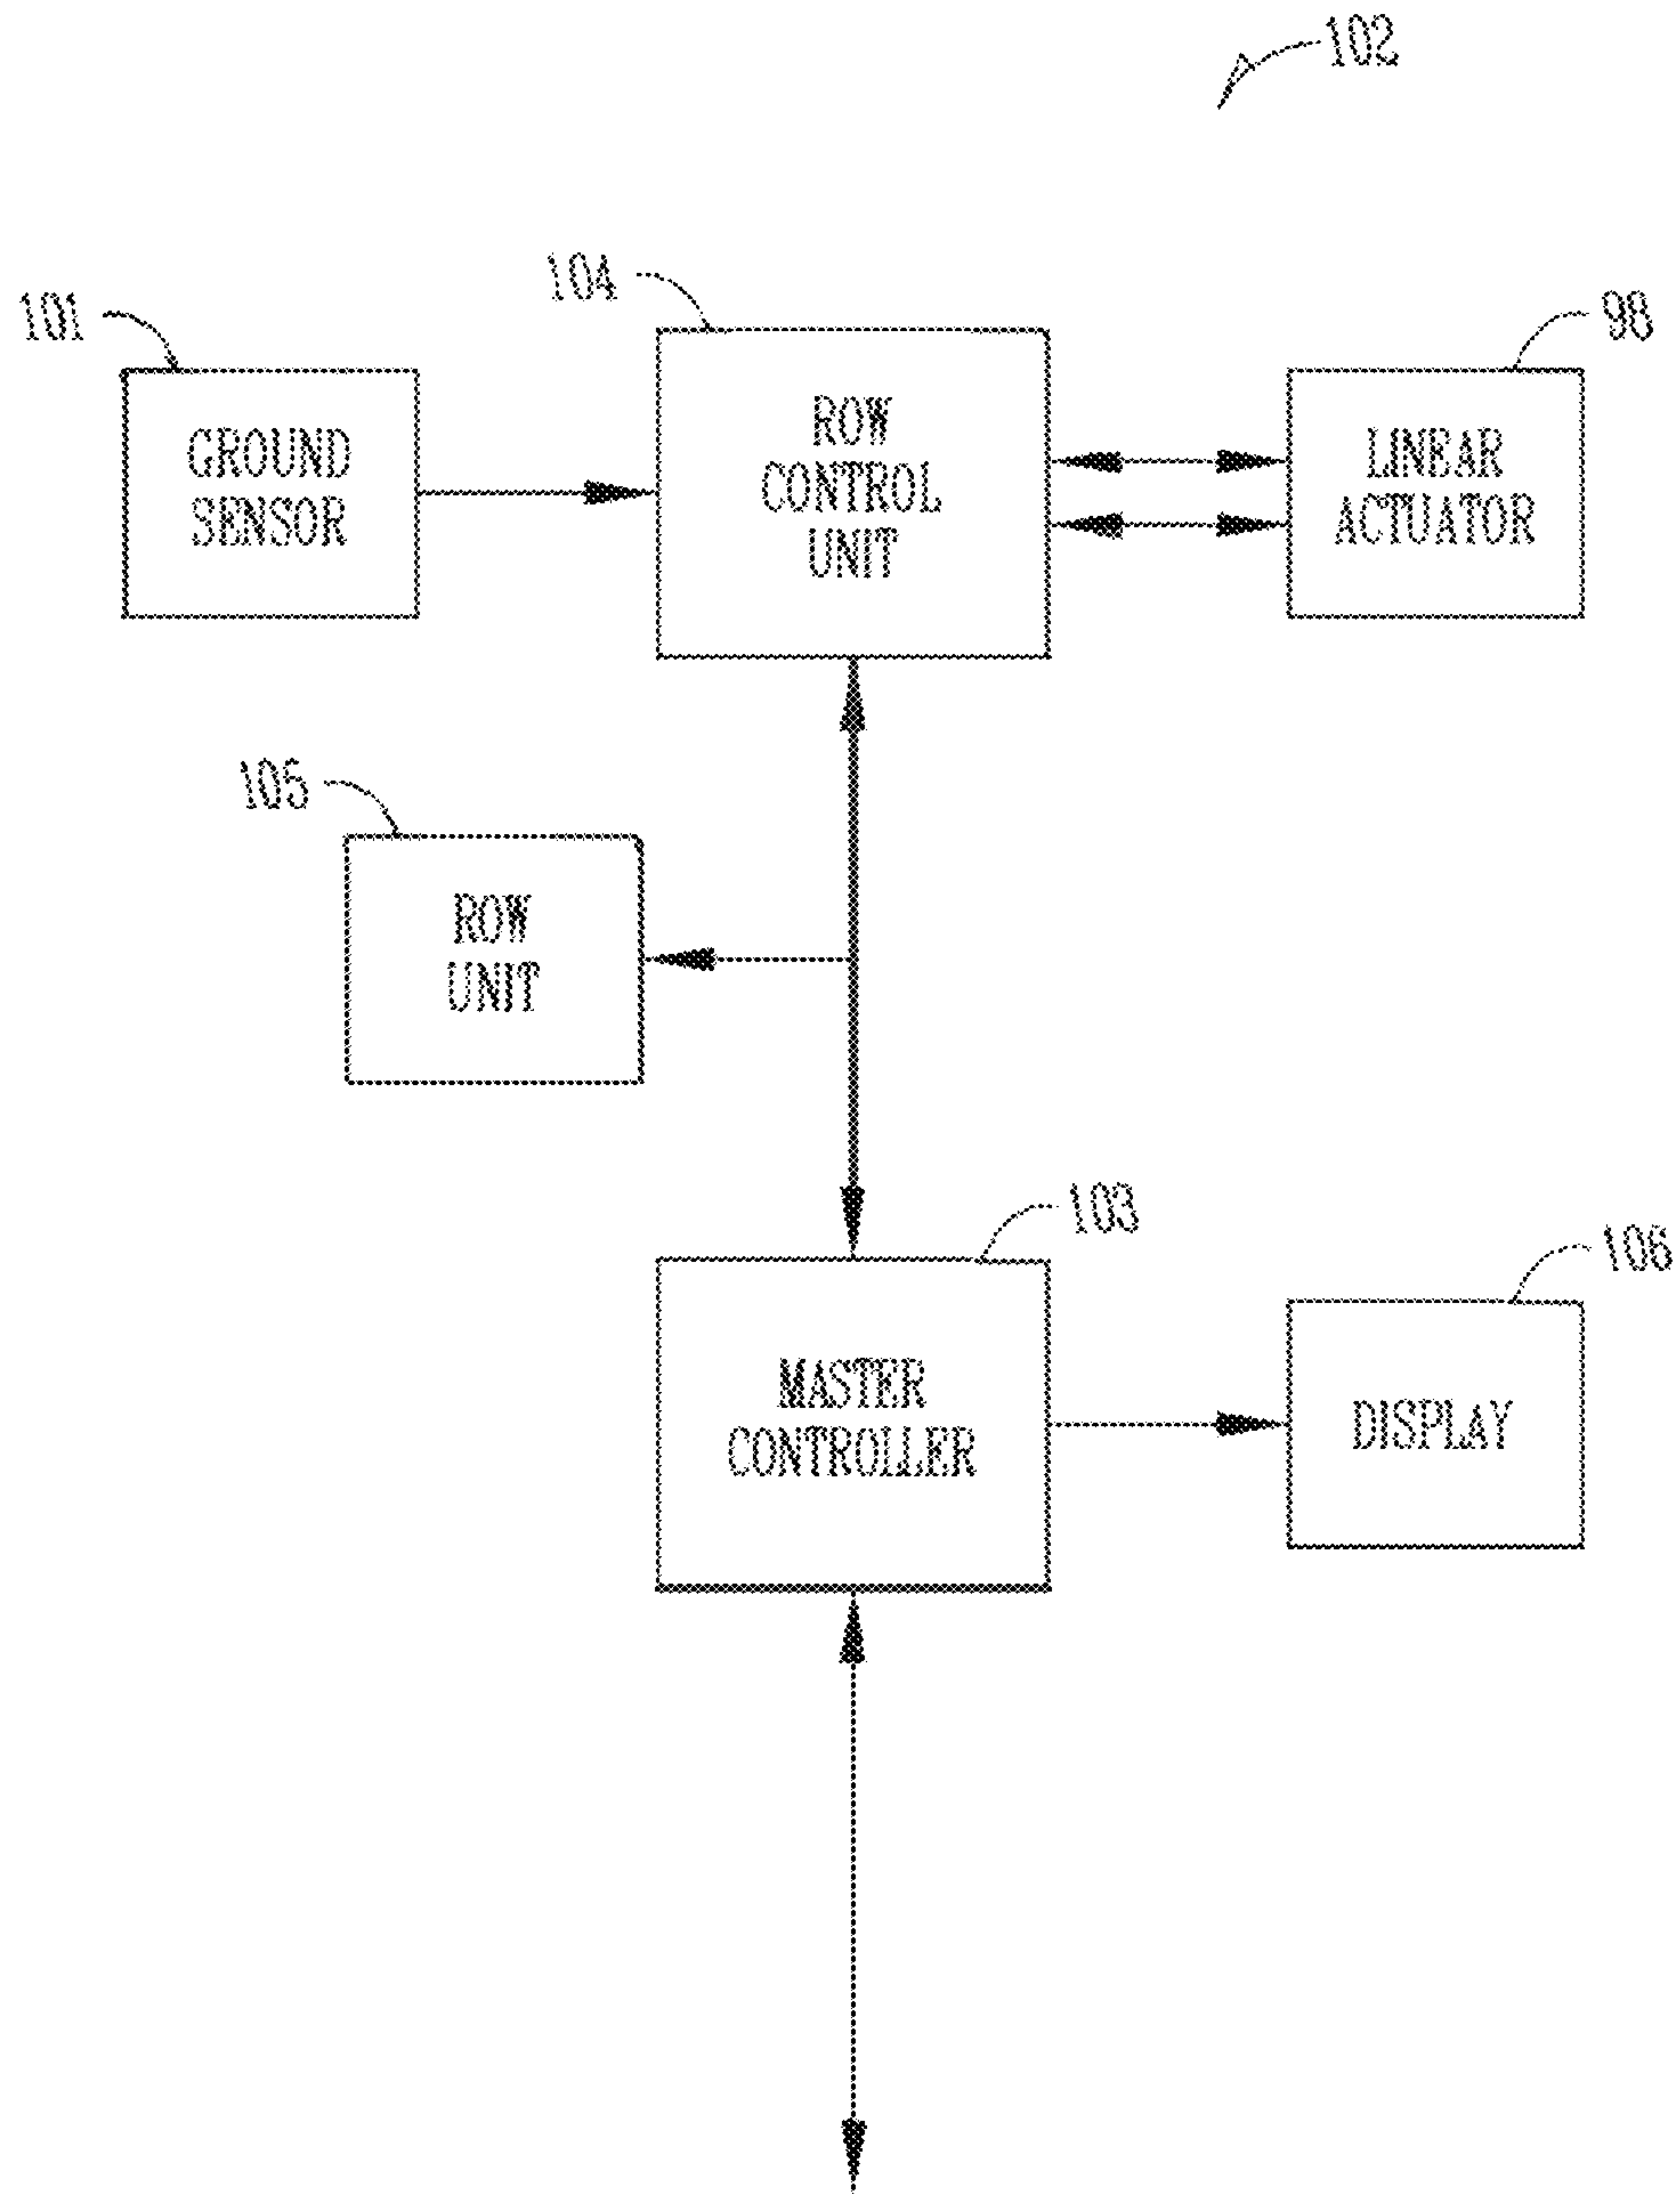 102
104
101
98
GROUND
SENSOR
ROW
CONTROL
UNIT
LINEAR
ACTUATOR
105
ROW
UNIT
103
106
MASTER
CONTROLLER
DISPLAY